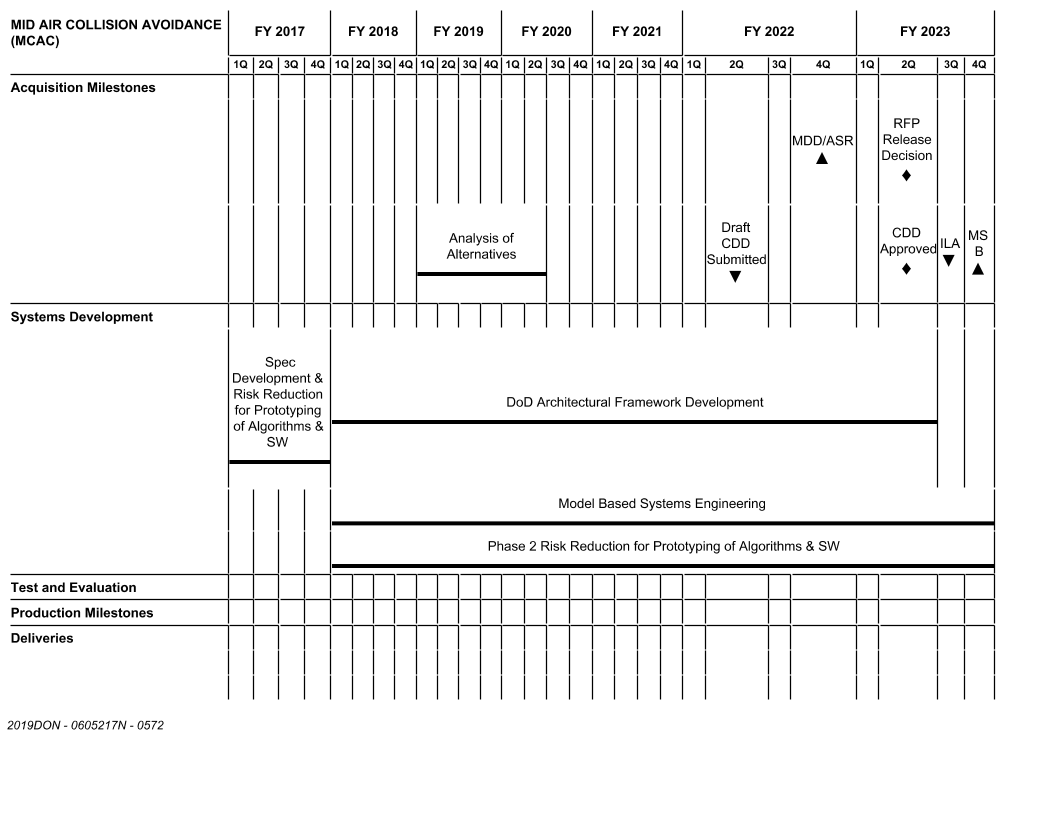 MID AIR COLLISION AVOIDANCE
(MCAC)
FY 2017 FY 2018 FY 2019 FY 2020 FY 2021 FY 2022 FY 2023
1Q 2Q 3Q 4Q 1Q 2Q 3Q 4Q 1Q 2Q 3Q 4Q 1Q 2Q 3Q 4Q 1Q 2Q 3Q 4Q 1Q 2Q 3Q 4Q 1Q 2Q 3Q 4Q
Acquisition Milestones
MDD/ASR
RFP
Release
Decision
Analysis of
Alternatives
Draft
CDD
Submitted
CDD
Approved
ILA
MS
B
Systems Development
Spec
Development &
Risk Reduction
for Prototyping
of Algorithms &
SW
DoD Architectural Framework Development
Model Based Systems Engineering
Phase 2 Risk Reduction for Prototyping of Algorithms & SW
Test and Evaluation
Production Milestones
Deliveries
2019DON - 0605217N - 0572